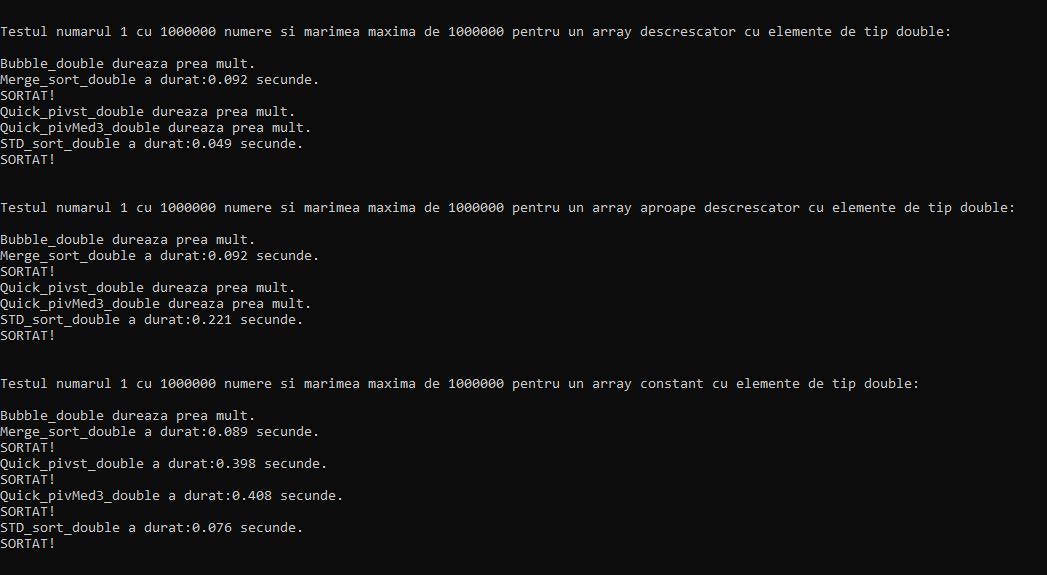 Testul numarul 1 cu 1000000 numere si marimea maxima de 1000000 pentru un array descrescator cu elemente de tip double:
Bubble_double dureaza prea mult.
Merge_sort_double a durat:0.092 secunde.
SORTAT!
Quick_pivst_double dureaza prea mult.
Quick_pivMed3_double dureaza prea mult.
STD_sort_double a durat:0.049 secunde.
SORTAT!
Testul numarul 1 cu 1000000 numere si marimea maxima de 1000000 pentru un array aproape descrescator cu elemente de tip double:
Bubble_double dureaza prea mult.
Merge_sort_double a durat:0.092 secunde.
SORTAT!
Quick_pivst_double dureaza prea mult.
Quick_pivMed3_double dureaza prea mult.
STD_sort_double a durat:0.221 secunde.
SORTAT!
Testul numarul 1 cu 1000000 numere si marimea maxima de 1000000 pentru un array constant cu elemente de tip double:
Bubble_double dureaza prea mult.
Merge_sort_double a durat:0.089 secunde.
SORTAT!
Quick_pivst_double a durat:0.398 secunde.
SORTAT!
Quick_pivMed3_double a durat:0.408 secunde.
SORTAT!
STD_sort_double a durat:0.076 secunde.
SORTAT!